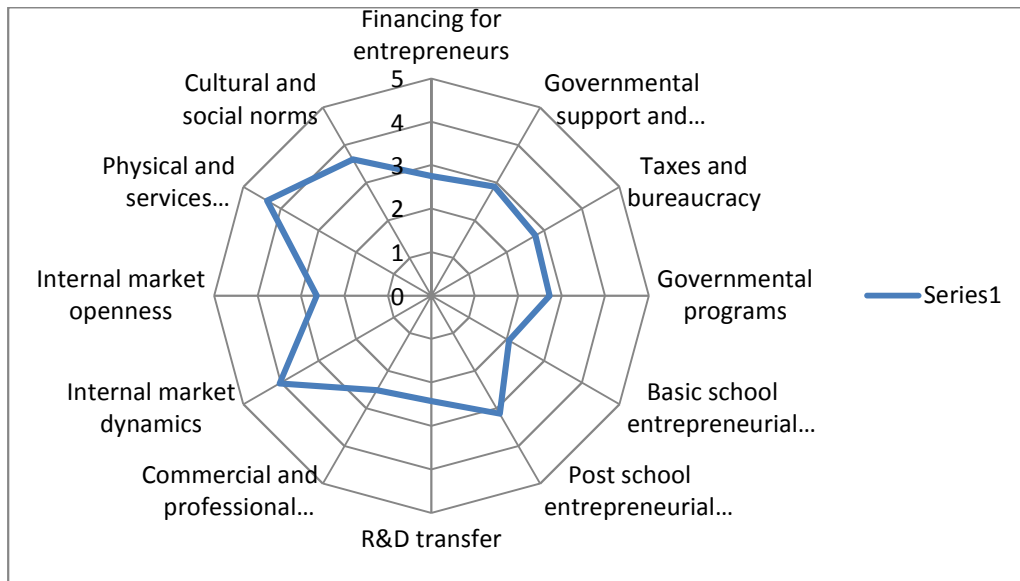 Financing for
entrepreneurs
Governmental
support and...
Taxes and
bureaucracy
Governmental
programs
Basic school
entrepreneurial...
Post school
entrepreneurial...
R&D transfer
Commercial and
professional...
Internal market
dynamics
Internal market
openness
Physical and
services...
Cultural and
social norms
5
4
3
2
1
0
Series1